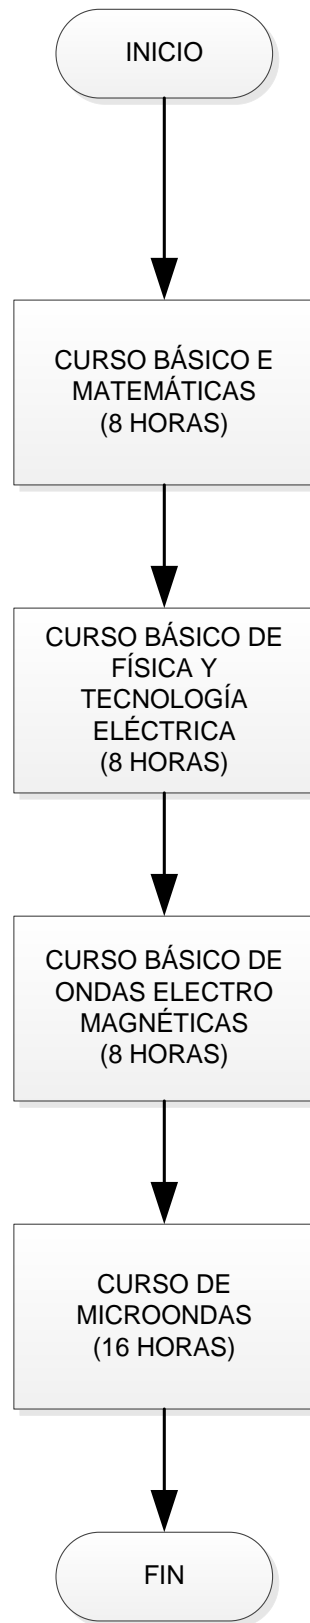 INICIO
CURSO BÁSICO E
MATEMÁTICAS
(8 HORAS)
CURSO BÁSICO DE
FÍSICA Y
TECNOLOGÍA
ELÉCTRICA
(8 HORAS)
CURSO BÁSICO DE
ONDAS ELECTRO
MAGNÉTICAS
(8 HORAS)
CURSO DE
MICROONDAS
(16 HORAS)
FIN